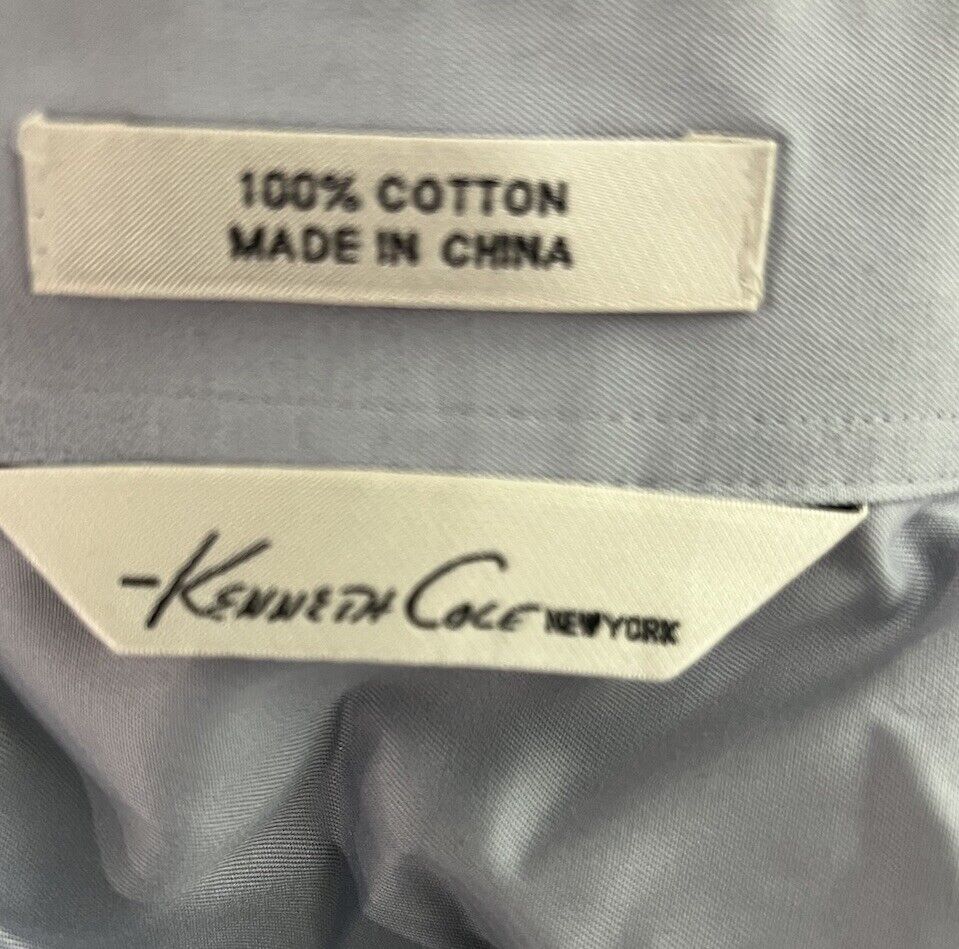 100% COTTON
MADE IN CHINA
-KENNETH COLE NEW YORK